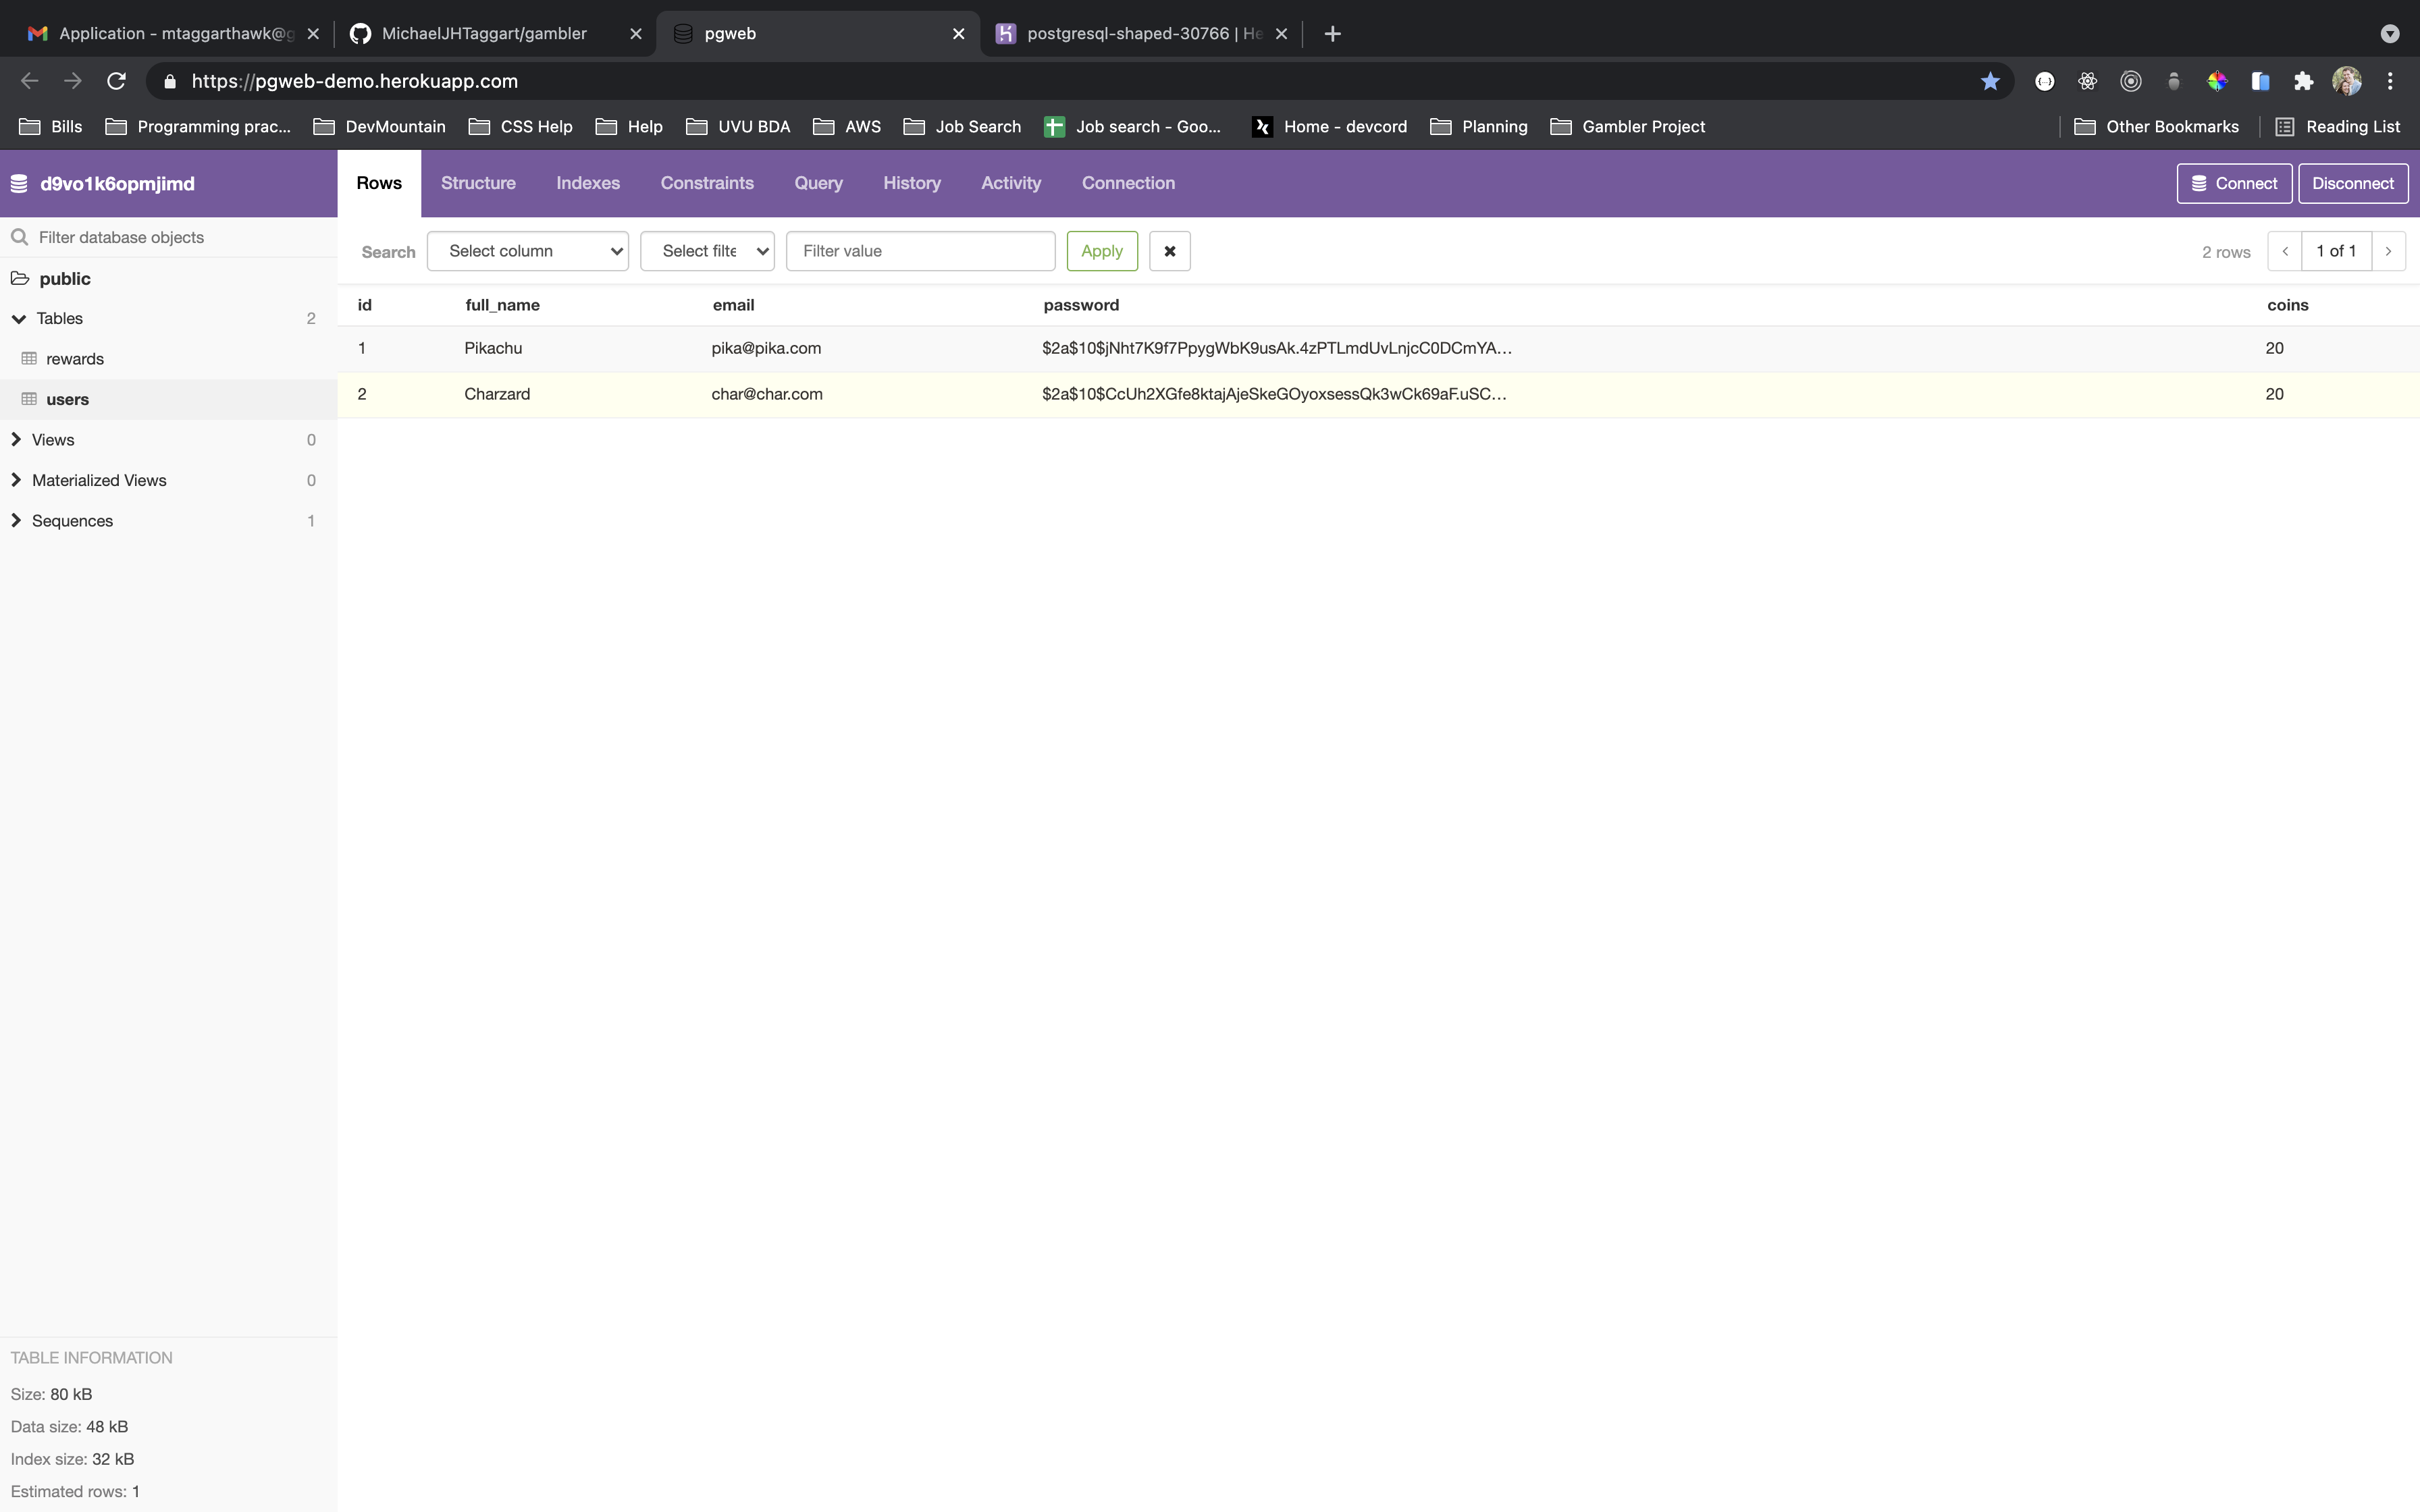 Application - mtaggarthawk@g
MichaelJHTaggart/gambler
pgweb
postgresql-shaped-30766 | He
https://pgweb-demo.herokuapp.com
Bills
Programming prac...
DevMountain
CSS Help
Help
UVU BDA
AWS
Job Search
Job search - Goo...
Home - devcord
Planning
Gambler Project
Other Bookmarks
Reading List
d9vo1k6opmjimd
Rows
Structure
Indexes
Constraints
Query
History
Activity
Connection
Connect
Disconnect
Filter database objects
Search
Select column
Select filte
Filter value
Apply
2 rows
1 of 1
public
Tables 2
rewards
users
Views 0
Materialized Views 0
Sequences 1
id full_name email password coins
1 Pikachu pika@pika.com $2a$10$jNht7K9f7PpygWbK9usAk.4zPTLmdUvLnjcC0DCmYA... 20
2 Charzard char@char.com $2a$10$CcUh2XGfe8ktajAjeSkeGOyoxsessQk3wCk69aF.uSC... 20
TABLE INFORMATION
Size: 80 kB
Data size: 48 kB
Index size: 32 kB
Estimated rows: 1